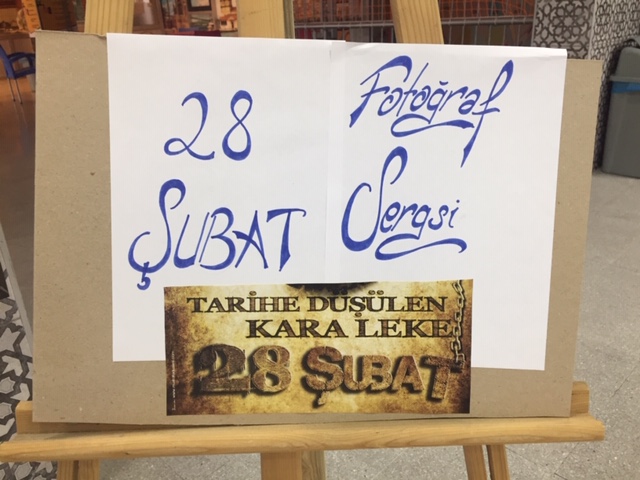 28
ŞUBAT
Fotoğraf
Sergsi
TARİHE DÜŞÜLEN
KARA LEKE
28 ŞUBAT